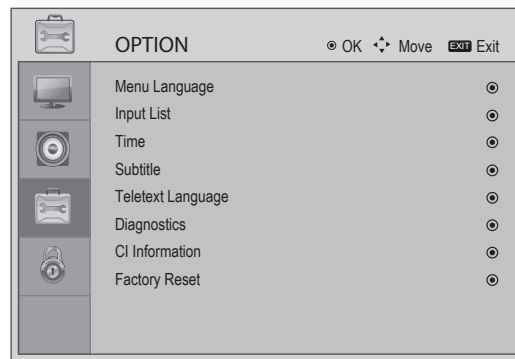 OPTION
OK Move EXIT Exit
Menu Language
Input List
Time
Subtitle
Teletext Language
Diagnostics
CI Information
Factory Reset